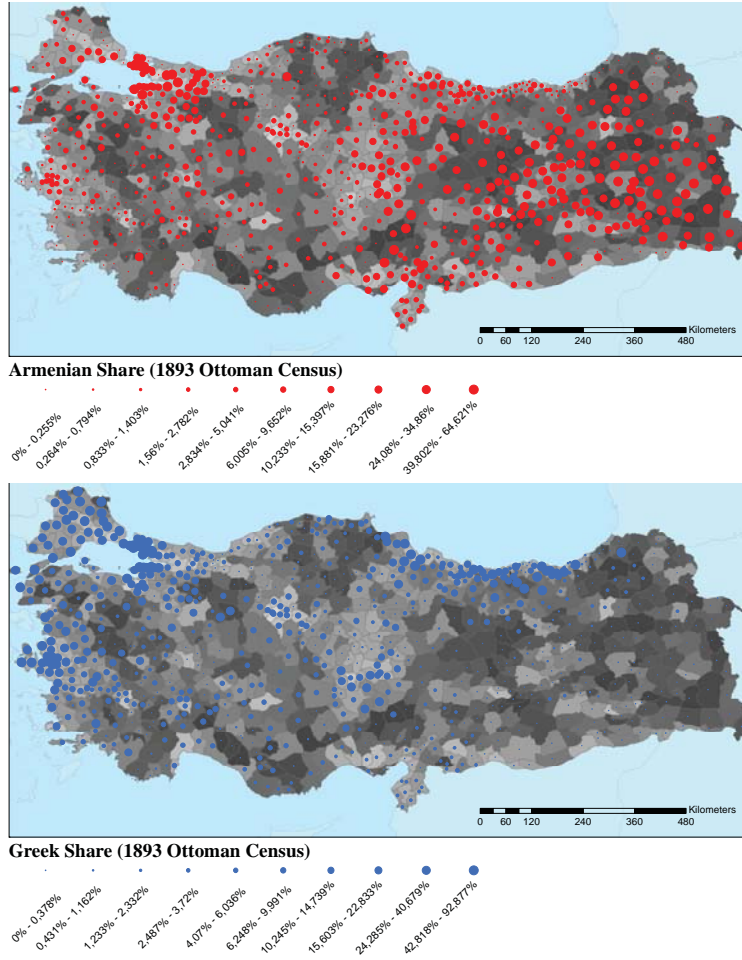 Kilometers
0 60 120 240 360 480
Armenian Share (1893 Ottoman Census)
0% - 0,255%
0,264% - 0,794%
0,833% - 1,403%
1,56% - 2,782%
2,834% - 5,041%
6,005% - 9,652%
10,233% - 15,397%
15,881% - 23,276%
24,08% - 34,86%
39,802% - 64,621%
Kilometers
0 60 120 240 360 480
Greek Share (1893 Ottoman Census)
0% - 0,378%
0,431% - 1,162%
1,233% - 2,332%
2,487% - 3,72%
4,07% - 6,036%
6,248% - 9,991%
10,245% - 14,739%
15,603% - 22,833%
24,285% - 40,679%
42,818% - 92,877%